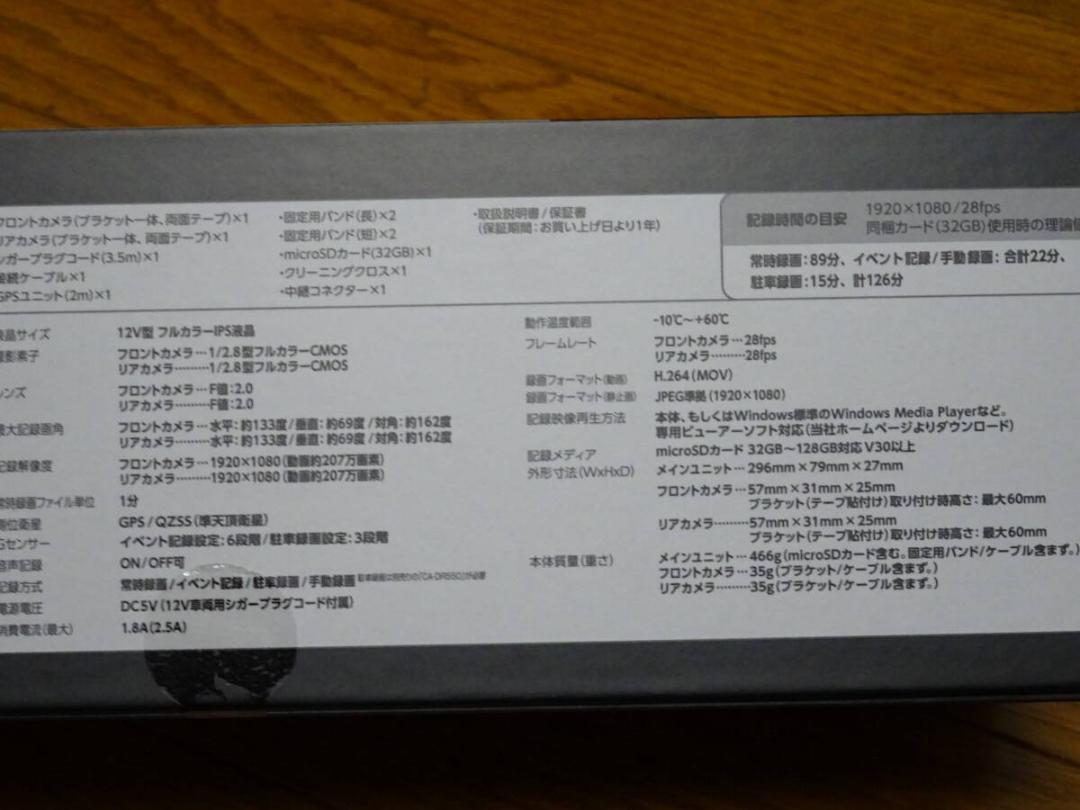 フロントカメラ(ブラケット一体、両面テープ)×1
リアカメラ(ブラケット一体、両面テープ)×1
シガープラグコード(3.5m)×1
接続ケーブル×1
GPSユニット(2m)×1
・固定用バンド(長)×2
・固定用バンド(短)×2
・microSDカード(32GB)×1
・クリーニングクロス×1
・中継コネクター×1
・取扱説明書/保証書
(保証期間：お買い上げ日より1年)
記録時間の目安
1920×1080/28fps
同梱カード(32GB)使用時の理論値
常時録画：89分、イベント記録/手動録画：合計22分、
駐車録画：15分、計126分
液晶サイズ 12V型 フルカラーIPS液晶
撮影素子 フロントカメラ…1/2.8型フルカラーCMOS
リアカメラ………1/2.8型フルカラーCMOS
レンズ フロントカメラ…F値：2.0
リアカメラ………F値：2.0
最大記録画角 フロントカメラ…水平：約133度/垂直：約69度/対角：約162度
リアカメラ………水平：約133度/垂直：約69度/対角：約162度
記録解像度 フロントカメラ…1920×1080(動画約207万画素)
リアカメラ………1920×1080(動画約207万画素)
常時録画ファイル単位 1分
測位衛星 GPS/QZSS(準天頂衛星)
Gセンサー イベント記録設定：6段階/駐車録画設定：3段階
音声記録 ON/OFF可
記録方式 常時録画/イベント記録/駐車録画/手動録画 駐車録画は別売りの「CA-DR550」が必要
電源電圧 DC5V(12V車両用シガープラグコード付属)
消費電流(最大) 1.8A(2.5A)
動作温度範囲 -10℃～+60℃
フレームレート フロントカメラ…28fps
リアカメラ………28fps
録画フォーマット(動画) H.264(MOV)
録画フォーマット(静止画) JPEG準拠(1920×1080)
記録映像再生方法 本体、もしくはWindows標準のWindows Media Playerなど。
専用ビューアーソフト対応(当社ホームページよりダウンロード)
記録メディア microSDカード 32GB～128GB対応 V30以上
外形寸法(WxHxD) メインユニット…296mm×79mm×27mm
フロントカメラ…57mm×31mm×25mm
ブラケット(テープ貼付け)取り付け時高さ：最大60mm
リアカメラ………57mm×31mm×25mm
ブラケット(テープ貼付け)取り付け時高さ：最大60mm
本体質量(重さ) メインユニット…466g(microSDカード含む。固定用バンド/ケーブル含まず。)
フロントカメラ…35g(ブラケット/ケーブル含まず。)
リアカメラ………35g(ブラケット/ケーブル含まず。)